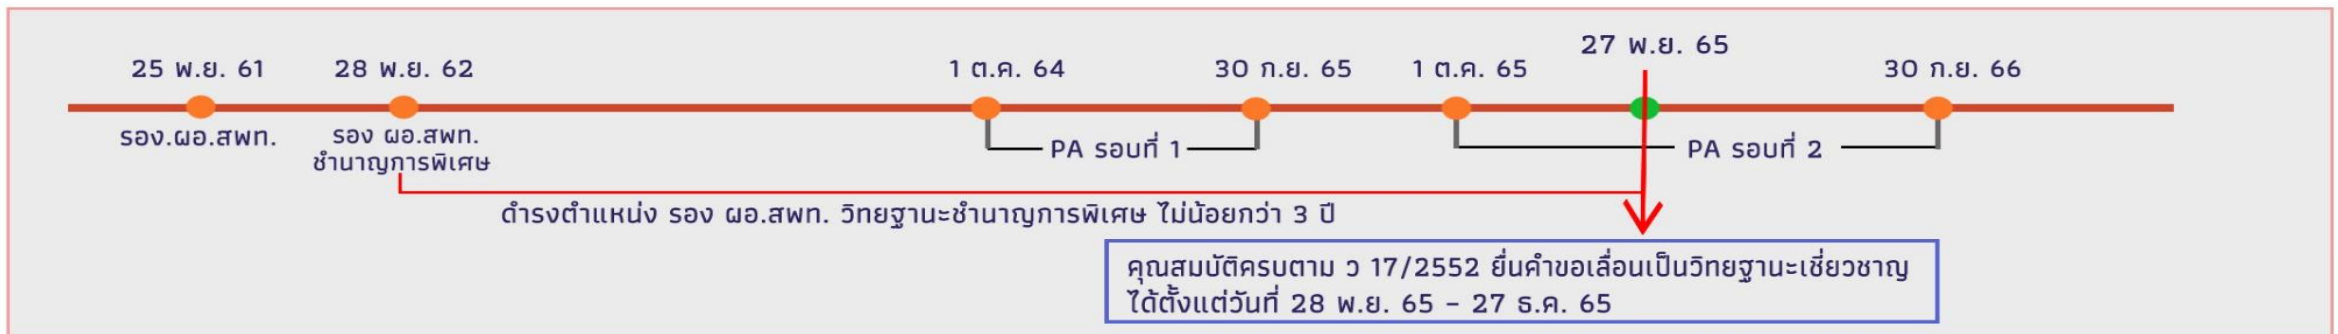 27 พ.ย. 65
25 พ.ย. 61 28 พ.ย. 62 1 ต.ค. 64 30 ก.ย. 65 1 ต.ค. 65 30 ก.ย. 66
รอง.ผอ.สพท. รอง ผอ.สพท.
ชำนาญการพิเศษ
PA รอบที่ 1 PA รอบที่ 2
ดำรงตำแหน่ง รอง ผอ.สพท. วิทยฐานะชำนาญการพิเศษ ไม่น้อยกว่า 3 ปี
คุณสมบัติครบตาม ว 17/2552 ยื่นคำขอเลื่อนเป็นวิทยฐานะเชี่ยวชาญ
ได้ตั้งแต่วันที่ 28 พ.ย. 65 – 27 ธ.ค. 65